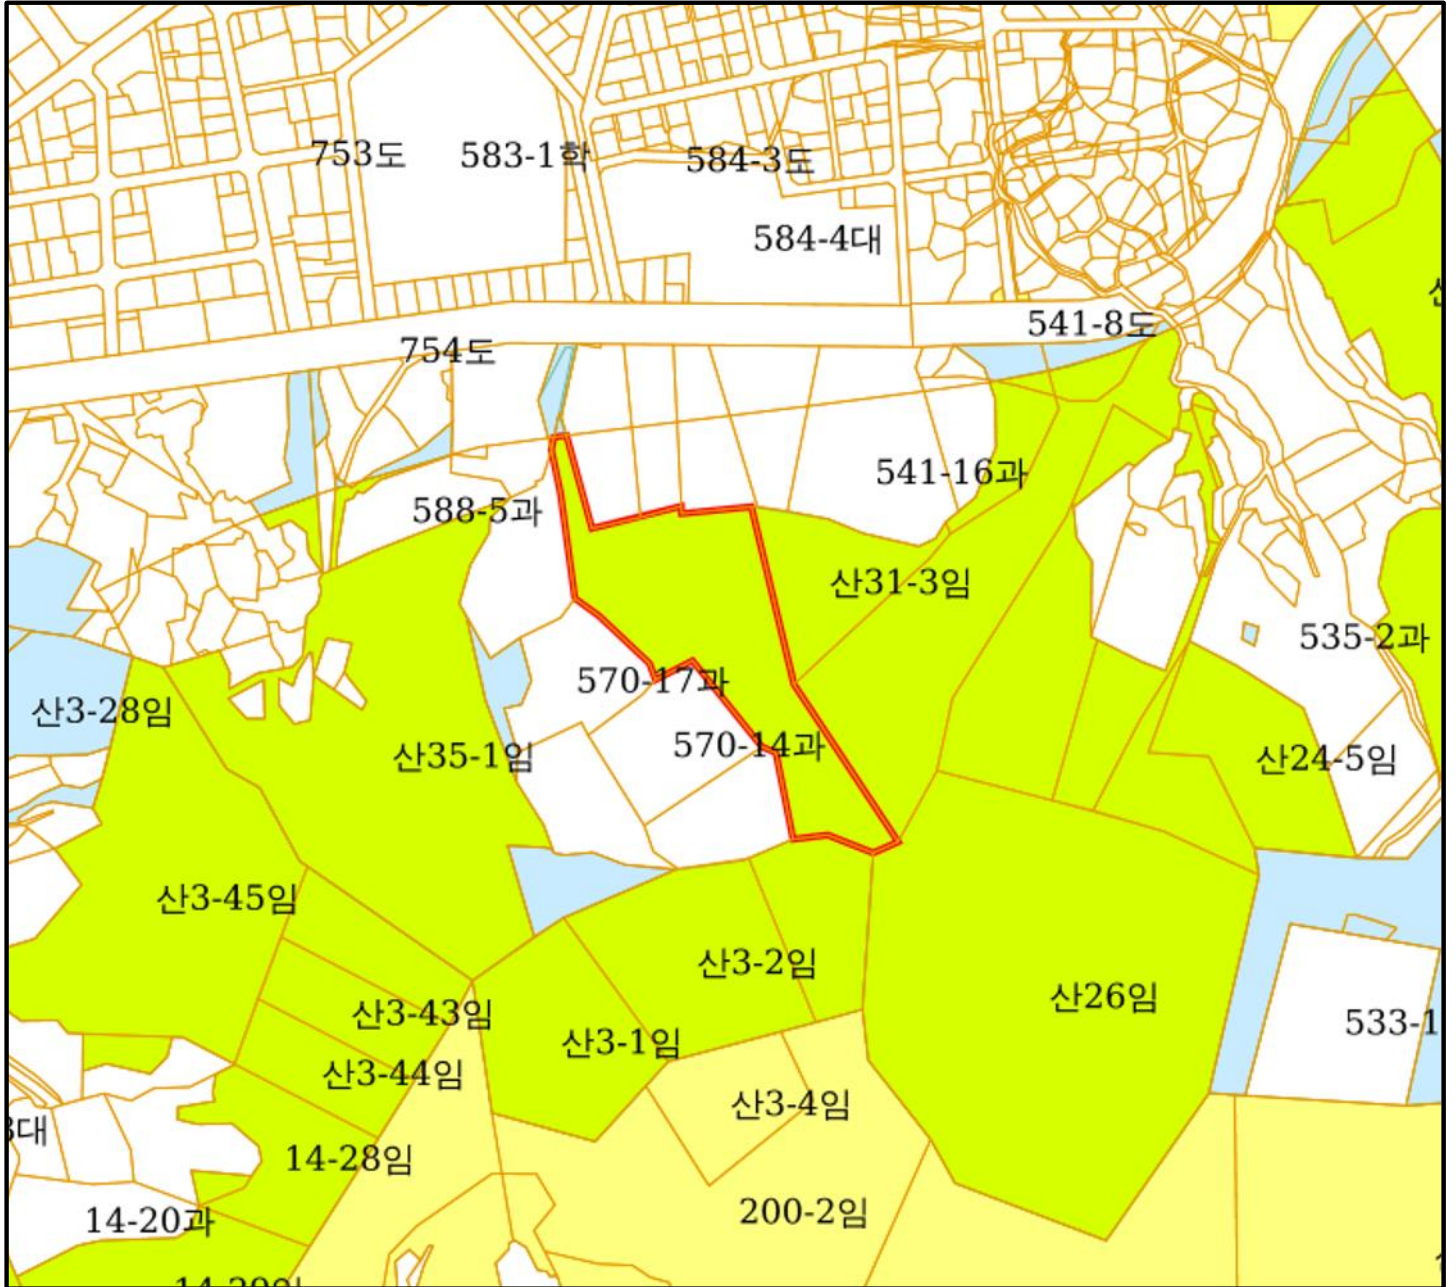 753도
583-1학
584-3도
584-4대
541-8도
754도
541-16과
588-5과
산31-3임
535-2과
570-17과
산3-28임
570-14과
산35-1임
산24-5임
산3-45임
산3-2임
산26임
산3-43임
533-1
산3-1임
산3-44임
산3-4임
14-28임
200-2임
14-20과